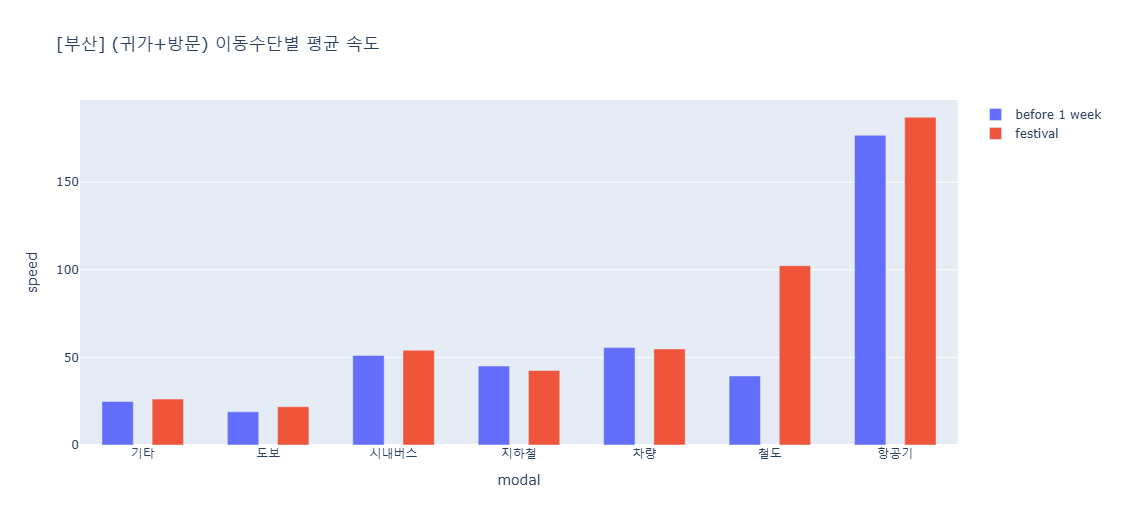 [부산] (귀가+방문) 이동수단별 평균 속도
before 1 week
festival
150
100
50
0
speed
기타 도보 시내버스 지하철 차량 철도 항공기
modal